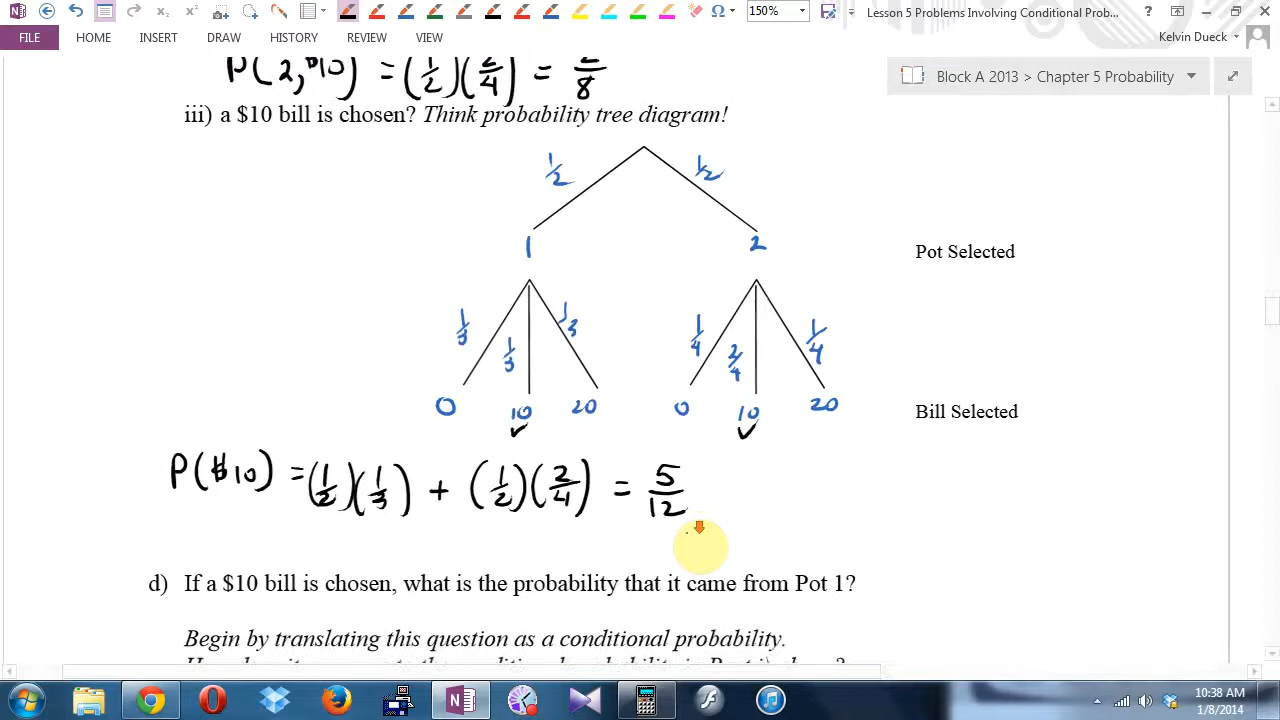 150%
Lesson 5 Problems Involving Conditional Prob...
FILE HOME INSERT DRAW HISTORY REVIEW VIEW
Kelvin Dueck
Block A 2013 > Chapter 5 Probability
P(2, $10) = (1/2)(2/4) = 2/8
iii) a $10 bill is chosen? Think probability tree diagram!
1/2 1/2
1 2
Pot Selected
1/3 1/3 1/3 1/4 2/4 1/4
0 10 20 0 10 20
Bill Selected
P($10) = (1/2)(1/3) + (1/2)(2/4) = 5/12
d) If a $10 bill is chosen, what is the probability that it came from Pot 1?
Begin by translating this question as a conditional probability.
10:38 AM
1/8/2014